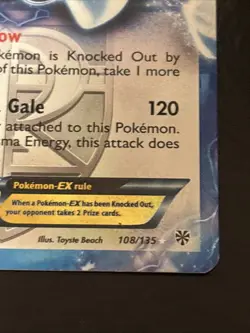 ow
kémon is Knocked Out by
of this Pokémon, take 1 more
Gale 120
attached to this Pokémon.
ma Energy, this attack does
Pokémon-EX rule
When a Pokémon-EX has been Knocked Out,
your opponent takes 2 Prize cards.
Illus. Toyste Beach 108/135